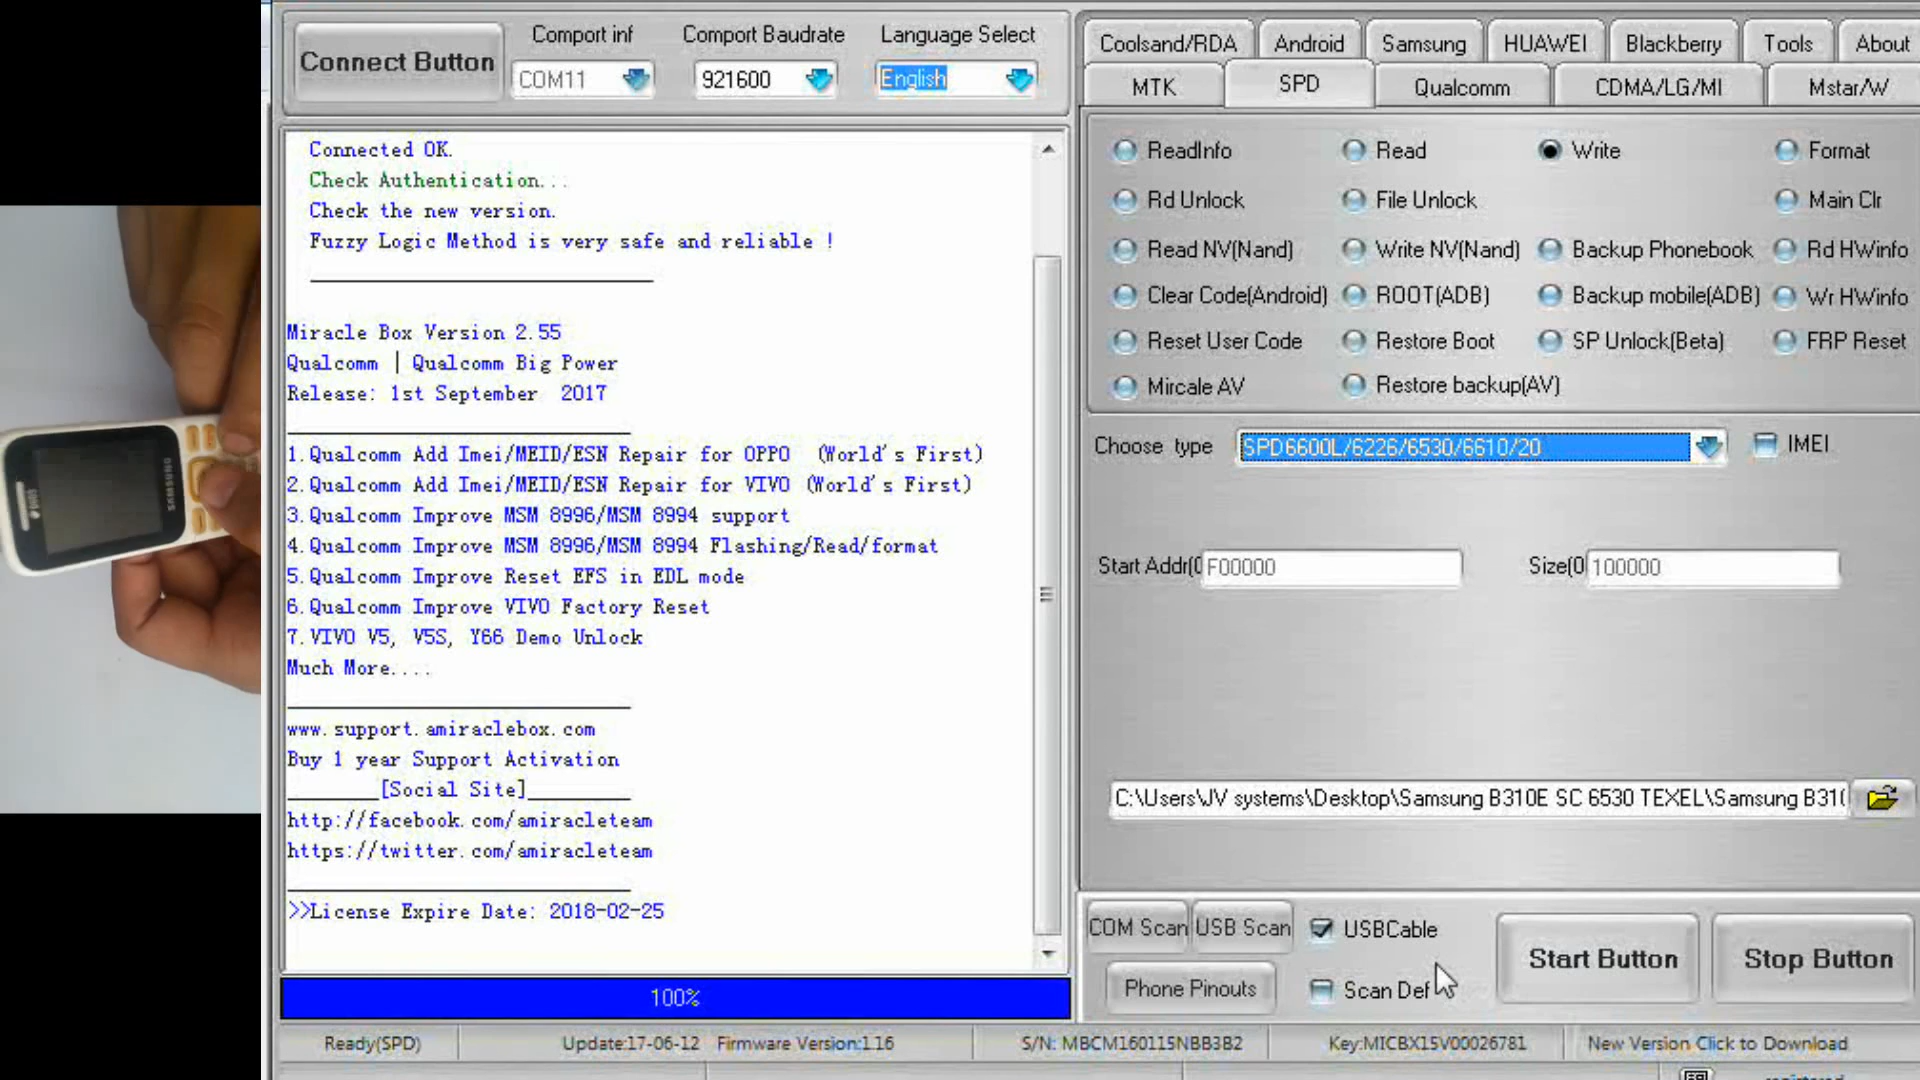 Connect Button
Comport inf
Comport Baudrate
Language Select
COM11
921600
English
Coolsand/RDA
Android
Samsung
HUAWEI
Blackberry
Tools
About
MTK
SPD
Qualcomm
CDMA/LG/MI
Mstar/W
Connected OK.
Check Authentication...
Check the new version.
Fuzzy Logic Method is very safe and reliable !
Miracle Box Version 2.55
Qualcomm | Qualcomm Big Power
Release: 1st September 2017
1.Qualcomm Add Imei/MEID/ESN Repair for OPPO (World's First)
2.Qualcomm Add Imei/MEID/ESN Repair for VIVO (World's First)
3.Qualcomm Improve MSM 8996/MSM 8994 support
4.Qualcomm Improve MSM 8996/MSM 8994 Flashing/Read/format
5.Qualcomm Improve Reset EFS in EDL mode
6.Qualcomm Improve VIVO Factory Reset
7.VIVO V5, V5S, Y66 Demo Unlock
Much More....
www.support.amiraclebox.com
Buy 1 year Support Activation
[Social Site]
http://facebook.com/amiracleteam
https://twitter.com/amiracleteam
>>License Expire Date: 2018-02-25
100%
ReadInfo
Read
Write
Format
Rd Unlock
File Unlock
Main Clr
Read NV(Nand)
Write NV(Nand)
Backup Phonebook
Rd HWinfo
Clear Code(Android)
ROOT(ADB)
Backup mobile(ADB)
Wr HWinfo
Reset User Code
Restore Boot
SP Unlock(Beta)
FRP Reset
Mircale AV
Restore backup(AV)
Choose type
SPD6600L/6226/6530/6610/20
IMEI
Start Addr(0
F00000
Size(0
100000
C:\Users\JV systems\Desktop\Samsung B310E SC 6530 TEXEL\Samsung B310
COM Scan
USB Scan
USBCable
Start Button
Stop Button
Phone Pinouts
Scan Def
Ready(SPD)
Update:17-06-12
Firmware Version:1.16
S/N: MBCM160115NBB3B2
Key:MICBX15V00026781
New Version Click to Download
SAMSUNG